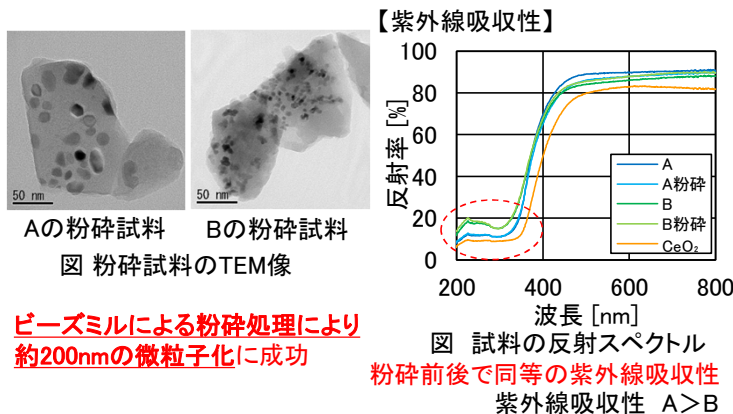 50 nm
50 nm
Aの粉砕試料
Bの粉砕試料
図 粉砕試料のTEM像
ビーズミルによる粉砕処理により
約200nmの微粒子化に成功
【紫外線吸収性】
反射率 [%]
100
80
60
40
20
0
200
400
600
800
波長 [nm]
A
A粉砕
B
B粉砕
CeO₂
図 試料の反射スペクトル
粉砕前後で同等の紫外線吸収性
紫外線吸収性 A＞B